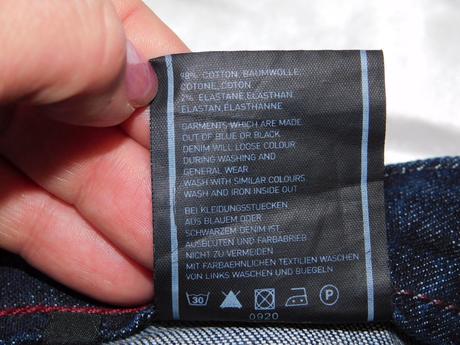 98% COTTON, BAUMWOLLE,
COTONE, COTON
2% ELASTANE, ELASTHAN,
ELASTAN, ÉLASTHANNE
GARMENTS WHICH ARE MADE
OUT OF BLUE OR BLACK
DENIM WILL LOOSE COLOUR
DURING WASHING AND
GENERAL WEAR
WASH WITH SIMILAR COLOURS.
WASH AND IRON INSIDE OUT
BEI KLEIDUNGSSTUECKEN
AUS BLAUEM ODER
SCHWARZEM DENIM IST
AUSBLUTEN UND FARBABRIEB
NICHT ZU VERMEIDEN
MIT FARBAEHNLICHEN TEXTILIEN WASCHEN
VON LINKS WASCHEN UND BUEGELN
30 P
0920